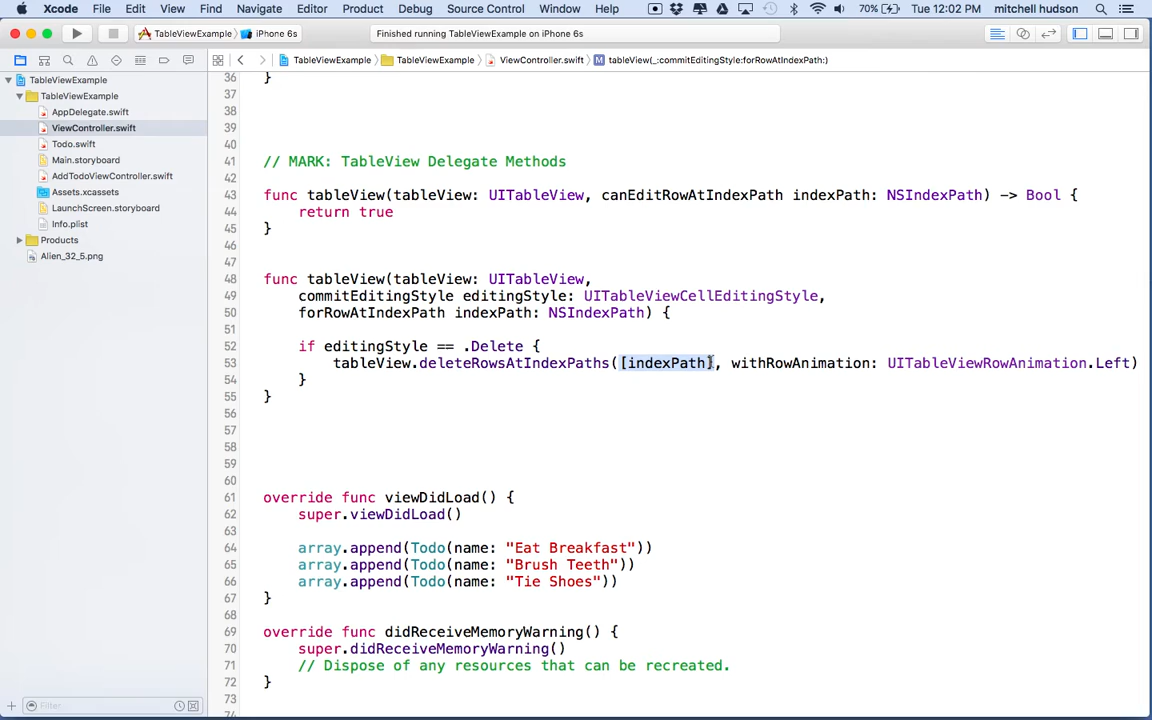 Xcode File Edit View Find Navigate Editor Product Debug Source Control Window Help 70% Tue 12:02 PM mitchell hudson
TableViewExample iPhone 6s Finished running TableViewExample on iPhone 6s
TableViewExample TableViewExample ViewController.swift M tableView(_:commitEditingStyle:forRowAtIndexPath:)
TableViewExample
TableViewExample
AppDelegate.swift
ViewController.swift
Todo.swift
Main.storyboard
AddTodoViewController.swift
Assets.xcassets
LaunchScreen.storyboard
Info.plist
Products
Alien_32_5.png
Filter
36 }
37
38
39
40
41 // MARK: TableView Delegate Methods
42
43 func tableView(tableView: UITableView, canEditRowAtIndexPath indexPath: NSIndexPath) -> Bool {
44 return true
45 }
46
47
48 func tableView(tableView: UITableView,
49 commitEditingStyle editingStyle: UITableViewCellEditingStyle,
50 forRowAtIndexPath indexPath: NSIndexPath) {
51
52 if editingStyle == .Delete {
53 tableView.deleteRowsAtIndexPaths([indexPath], withRowAnimation: UITableViewRowAnimation.Left)
54 }
55 }
56
57
58
59
60
61 override func viewDidLoad() {
62 super.viewDidLoad()
63
64 array.append(Todo(name: "Eat Breakfast"))
65 array.append(Todo(name: "Brush Teeth"))
66 array.append(Todo(name: "Tie Shoes"))
67 }
68
69 override func didReceiveMemoryWarning() {
70 super.didReceiveMemoryWarning()
71 // Dispose of any resources that can be recreated.
72 }
73